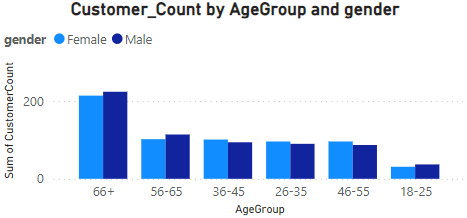 Customer_Count by AgeGroup and gender
gender Female Male
Sum of CustomerCount
200
0
66+ 56-65 36-45 26-35 46-55 18-25
AgeGroup